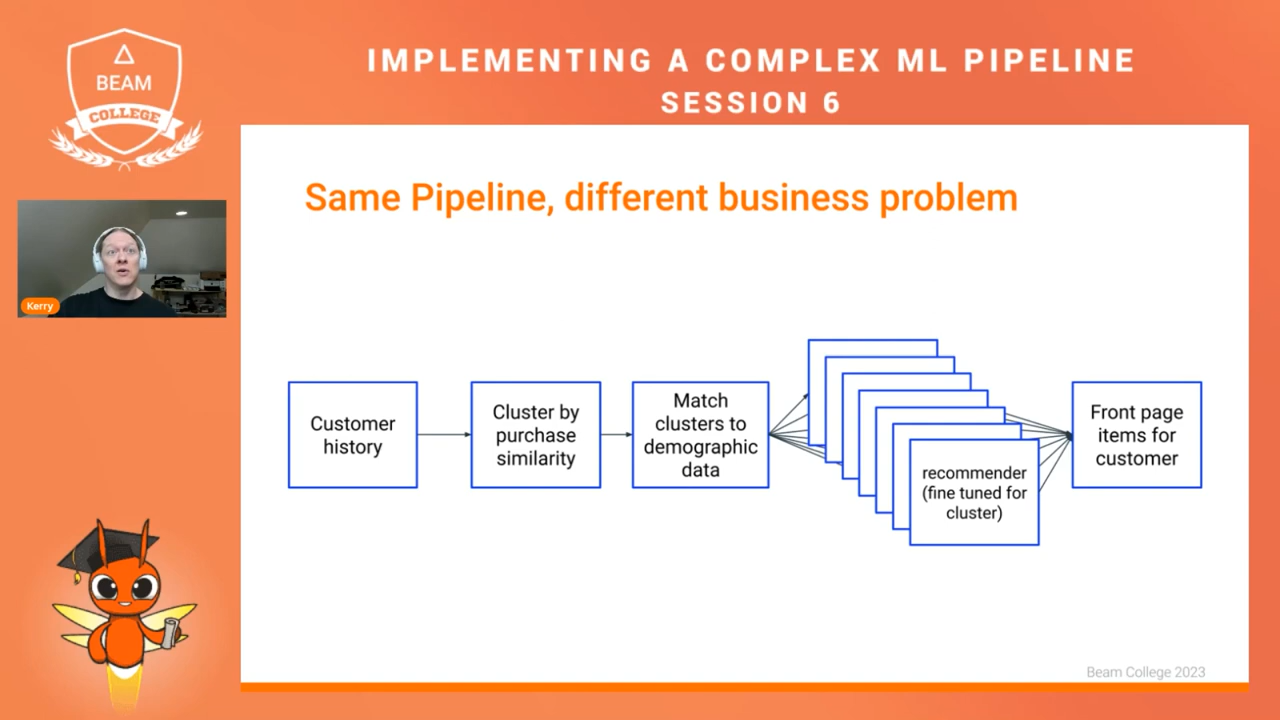 IMPLEMENTING A COMPLEX ML PIPELINE
SESSION 6
BEAM
COLLEGE
Kerry
Same Pipeline, different business problem
Customer
history
Cluster by
purchase
similarity
Match
clusters to
demographic
data
recommender
(fine tuned for
cluster)
Front page
items for
customer
Beam College 2023